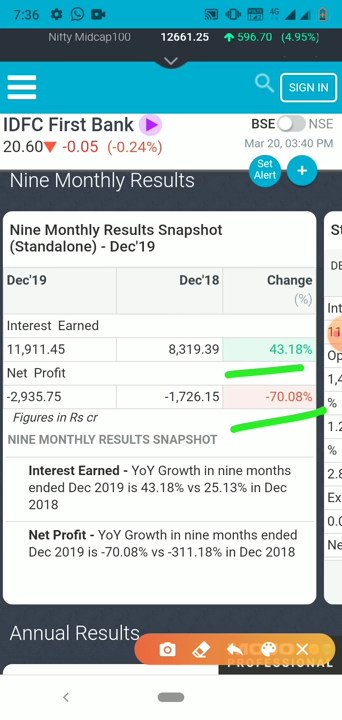 7:36
4G
Nifty Midcap100 12661.25 596.70 (4.95%)
SIGN IN
IDFC First Bank
BSE NSE
20.60 -0.05 (-0.24%)
Mar 20, 03:40 PM
Set
Alert
+
Nine Monthly Results
Nine Monthly Results Snapshot
(Standalone) - Dec'19
Dec'19 Dec'18 Change
(%)
Interest Earned
11,911.45 8,319.39 43.18%
Net Profit
-2,935.75 -1,726.15 -70.08%
Figures in Rs cr
NINE MONTHLY RESULTS SNAPSHOT
Interest Earned - YoY Growth in nine months
ended Dec 2019 is 43.18% vs 25.13% in Dec
2018
Net Profit - YoY Growth in nine months ended
Dec 2019 is -70.08% vs -311.18% in Dec 2018
Annual Results
PROFESSIONAL